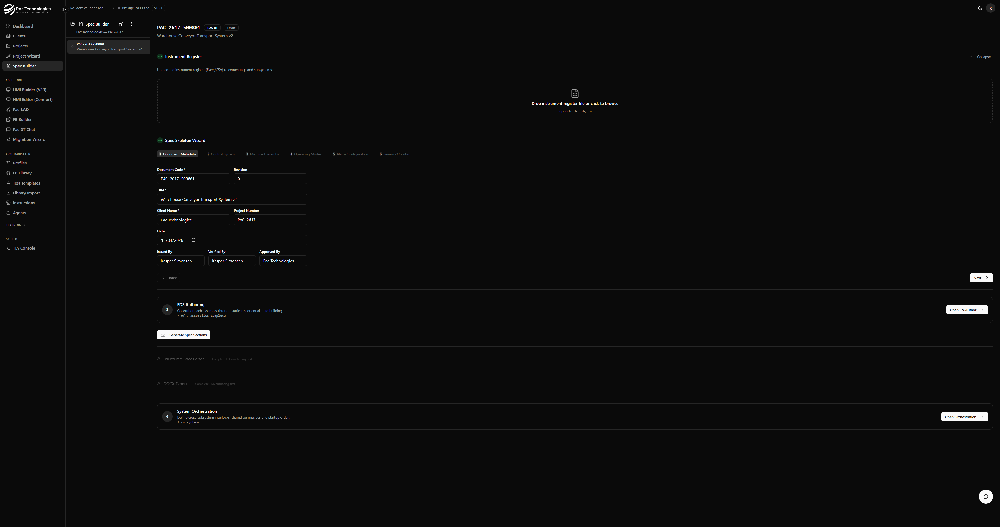 Pac Technologies
PROCESS AUTOMATION CONTROL
No active session
Bridge offline
Start
K
Dashboard
Clients
Projects
Project Wizard
Spec Builder
CODE TOOLS
HMI Builder (V20)
HMI Editor (Comfort)
Pac-LAD
FB Builder
Pac-ST Chat
Migration Wizard
CONFIGURATION
Profiles
FB Library
Test Templates
Library Import
Instructions
Agents
TRAINING
SYSTEM
TIA Console
Spec Builder
Pac Technologies — PAC-2617
PAC-2617-500801
Warehouse Conveyor Transport System v2
PAC-2617-500801 Rev 01 Draft
Warehouse Conveyor Transport System v2
Instrument Register
Collapse
Upload the instrument register (Excel/CSV) to extract tags and subsystems.
Drop instrument register file or click to browse
Supports .xlsx, .xls, .csv
Spec Skeleton Wizard
1 Document Metadata — 2 Control System — 3 Machine Hierarchy — 4 Operating Modes — 5 Alarm Configuration — 6 Review & Confirm
Document Code * Revision
PAC-2617-500801 01
Title *
Warehouse Conveyor Transport System v2
Client Name * Project Number
Pac Technologies PAC-2617
Date
15/04/2026
Issued By Verified By Approved By
Kasper Simonsen Kasper Simonsen Pac Technologies
Back
Next
3
FDS Authoring
Co-Author each assembly through static + sequential state building.
7 of 7 assemblies complete
Open Co-Author
Generate Spec Sections
Structured Spec Editor — Complete FDS authoring first
DOCX Export — Complete FDS authoring first
6
System Orchestration
Define cross-subsystem interlocks, shared permissives and startup order.
2 subsystems
Open Orchestration